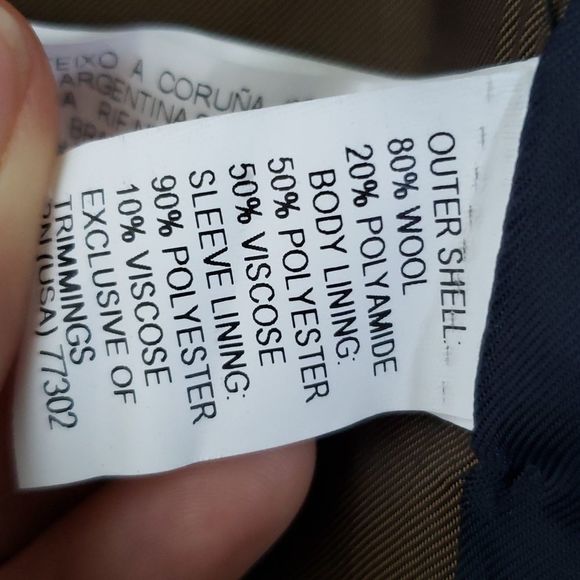 OUTER SHELL:
80% WOOL
20% POLYAMIDE
BODY LINING:
50% POLYESTER
50% VISCOSE
SLEEVE LINING:
90% POLYESTER
10% VISCOSE
EXCLUSIVE OF
TRIMMINGS
(USA) 77302
A CORUÑA
ARGENTINA